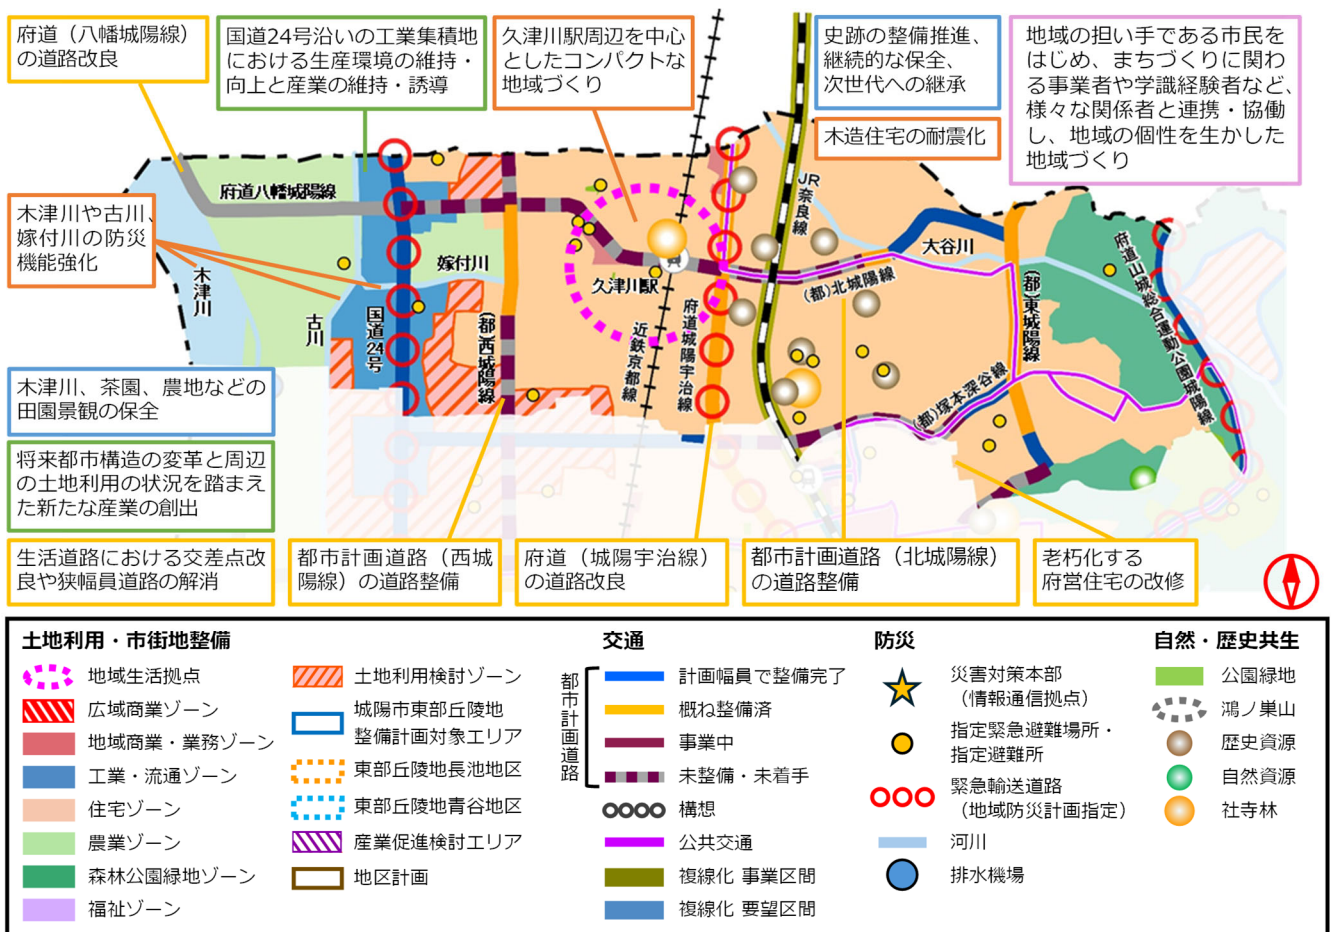 府道（八幡城陽線）
の道路改良
国道24号沿いの工業集積地
における生産環境の維持・
向上と産業の維持・誘導
久津川駅周辺を中心
としたコンパクトな
地域づくり
史跡の整備推進、
継続的な保全、
次世代への継承
木造住宅の耐震化
地域の担い手である市民を
はじめ、まちづくりに関わ
る事業者や学識経験者など、
様々な関係者と連携・協働
し、地域の個性を生かした
地域づくり
木津川や古川、
嫁付川の防災
機能強化
府道八幡城陽線
木津川
古川
国道24号
嫁付川
(都)西城陽線
久津川駅
近鉄京都線
府道城陽宇治線
JR奈良線
(都)北城陽線
大谷川
(都)東城陽線
(都)塚本深谷線
府道山城総合運動公園城陽線
木津川、茶園、農地などの
田園景観の保全
将来都市構造の変革と周辺
の土地利用の状況を踏まえ
た新たな産業の創出
生活道路における交差点改
良や狭幅員道路の解消
都市計画道路（西城
陽線）の道路整備
府道（城陽宇治線）
の道路改良
都市計画道路（北城陽線）
の道路整備
老朽化する
府営住宅の改修
土地利用・市街地整備
地域生活拠点
広域商業ゾーン
地域商業・業務ゾーン
工業・流通ゾーン
住宅ゾーン
農業ゾーン
森林公園緑地ゾーン
福祉ゾーン
土地利用検討ゾーン
城陽市東部丘陵地
整備計画対象エリア
東部丘陵地長池地区
東部丘陵地青谷地区
産業促進検討エリア
地区計画
交通
都市計画道路
計画幅員で整備完了
概ね整備済
事業中
未整備・未着手
構想
公共交通
複線化 事業区間
複線化 要望区間
防災
災害対策本部
（情報通信拠点）
指定緊急避難場所・
指定避難所
緊急輸送道路
（地域防災計画指定）
河川
排水機場
自然・歴史共生
公園緑地
鴻ノ巣山
歴史資源
自然資源
社寺林